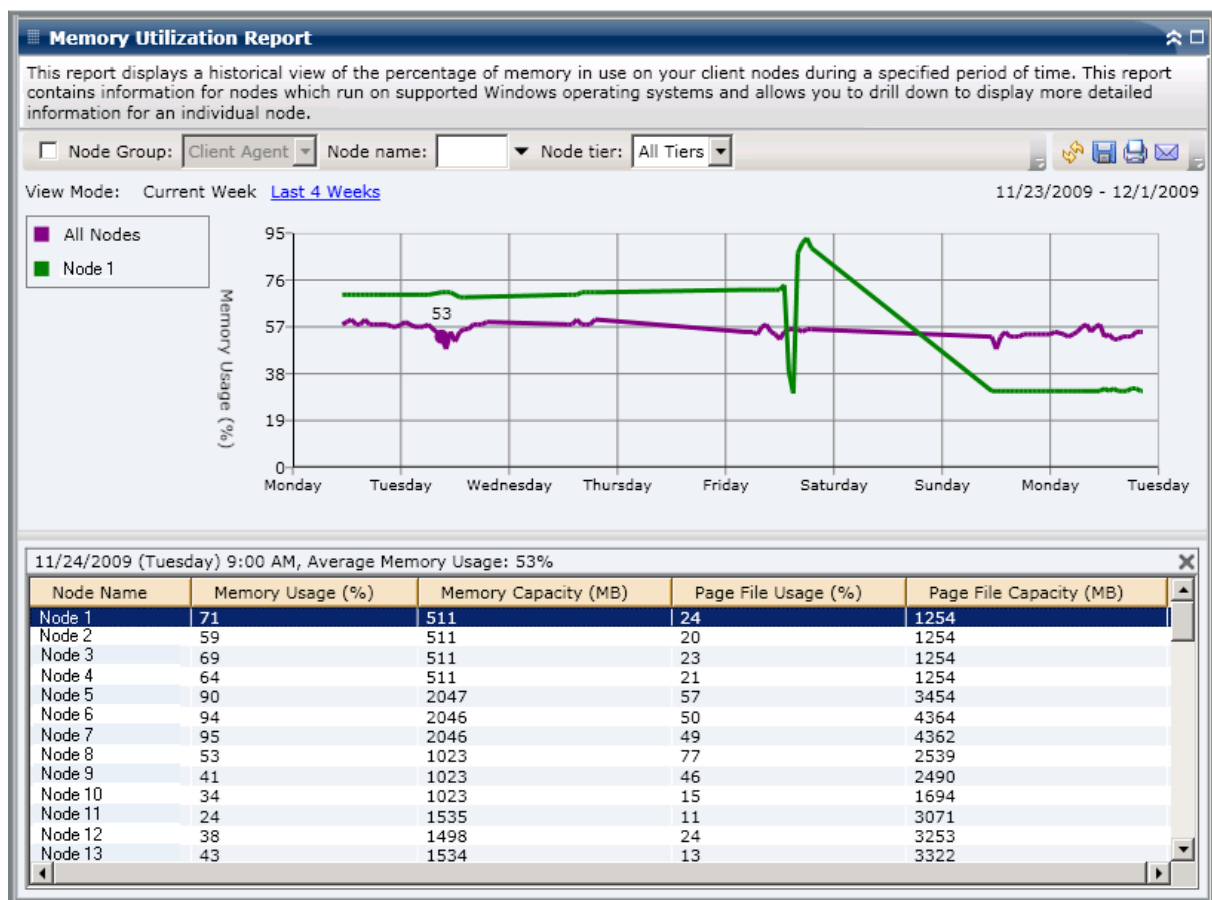 Memory Utilization Report
This report displays a historical view of the percentage of memory in use on your client nodes during a specified period of time. This report
contains information for nodes which run on supported Windows operating systems and allows you to drill down to display more detailed
information for an individual node.
Node Group: Client Agent Node name: Node tier: All Tiers
View Mode: Current Week Last 4 Weeks 11/23/2009 - 12/1/2009
All Nodes
Node 1
Memory Usage (%)
95
76
57
38
19
0
53
Monday Tuesday Wednesday Thursday Friday Saturday Sunday Monday Tuesday
11/24/2009 (Tuesday) 9:00 AM, Average Memory Usage: 53%
Node Name Memory Usage (%) Memory Capacity (MB) Page File Usage (%) Page File Capacity (MB)
Node 1 71 511 24 1254
Node 2 59 511 20 1254
Node 3 69 511 23 1254
Node 4 64 511 21 1254
Node 5 90 2047 57 3454
Node 6 94 2046 50 4364
Node 7 95 2046 49 4362
Node 8 53 1023 77 2539
Node 9 41 1023 46 2490
Node 10 34 1023 15 1694
Node 11 24 1535 11 3071
Node 12 38 1498 24 3253
Node 13 43 1534 13 3322